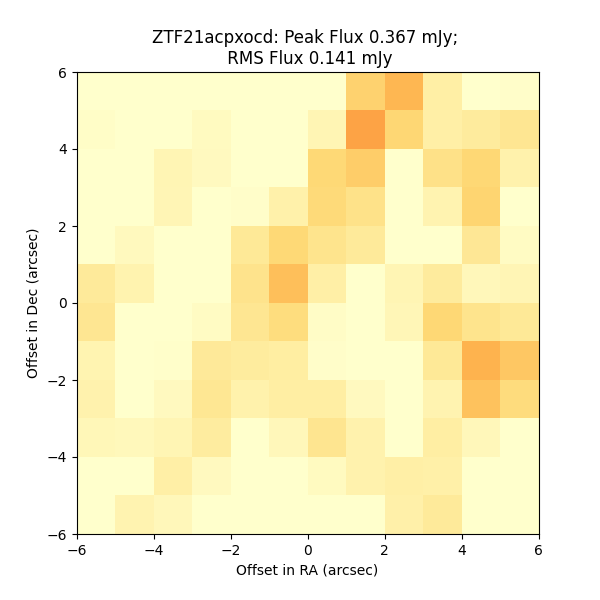 ZTF21acpxocd: Peak Flux 0.367 mJy;
RMS Flux 0.141 mJy
6
4
2
0
−2
−4
−6
Offset in Dec (arcsec)
−6 −4 −2 0 2 4 6
Offset in RA (arcsec)